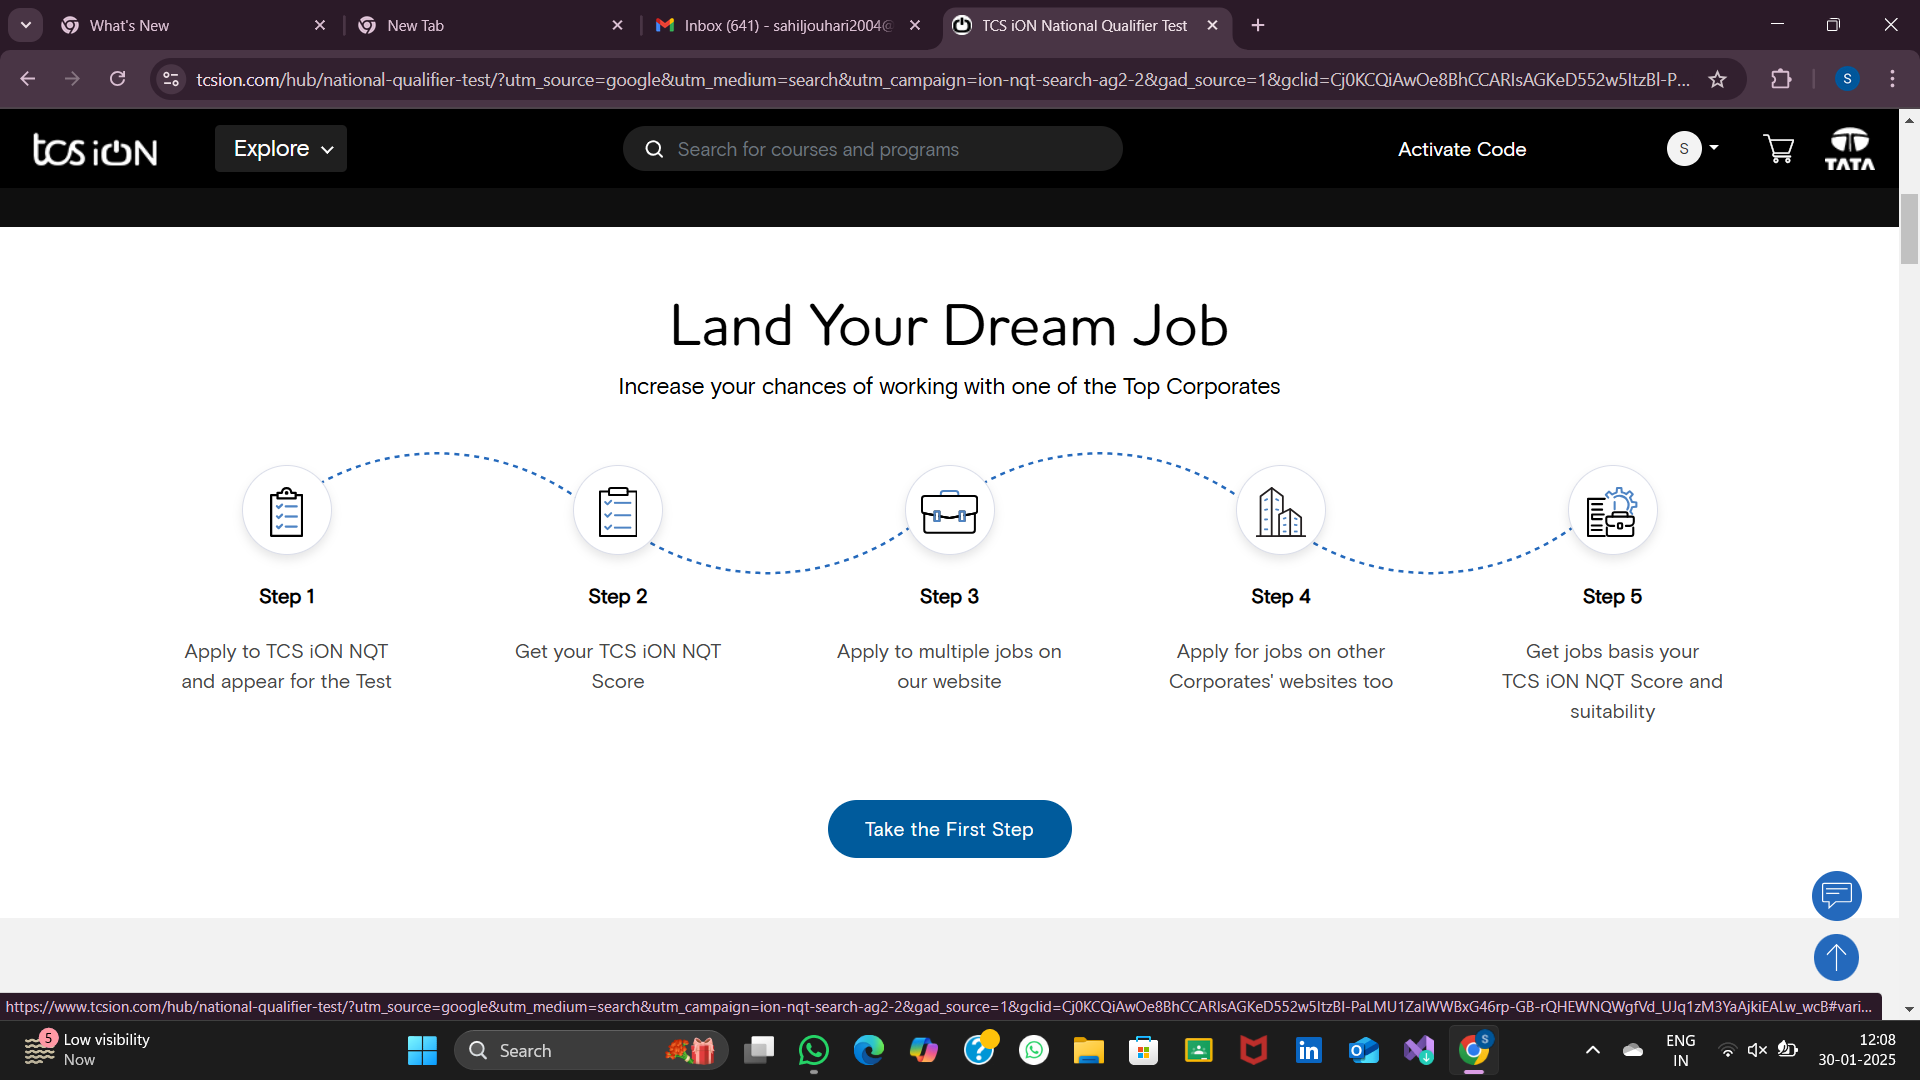 What's New
New Tab
Inbox (641) - sahiljouhari2004@
TCS iON National Qualifier Test
tcsion.com/hub/national-qualifier-test/?utm_source=google&utm_medium=search&utm_campaign=ion-nqt-search-ag2-2&gad_source=1&gclid=Cj0KCQiAwOe8BhCCARIsAGKeD552w5ItzBl-P...
S
tcs iON
Explore
Search for courses and programs
Activate Code
S
TATA
Land Your Dream Job
Increase your chances of working with one of the Top Corporates
Step 1
Apply to TCS iON NQT
and appear for the Test
Step 2
Get your TCS iON NQT
Score
Step 3
Apply to multiple jobs on
our website
Step 4
Apply for jobs on other
Corporates' websites too
Step 5
Get jobs basis your
TCS iON NQT Score and
suitability
Take the First Step
https://www.tcsion.com/hub/national-qualifier-test/?utm_source=google&utm_medium=search&utm_campaign=ion-nqt-search-ag2-2&gad_source=1&gclid=Cj0KCQiAwOe8BhCCARIsAGKeD552w5ItzBl-PaLMU1ZaIWWBxG46rp-GB-rQHEWNQWgfVd_UJq1zM3YaAjkiEALw_wcB#vari...
5
Low visibility
Now
Search
S
ENG
IN
12:08
30-01-2025